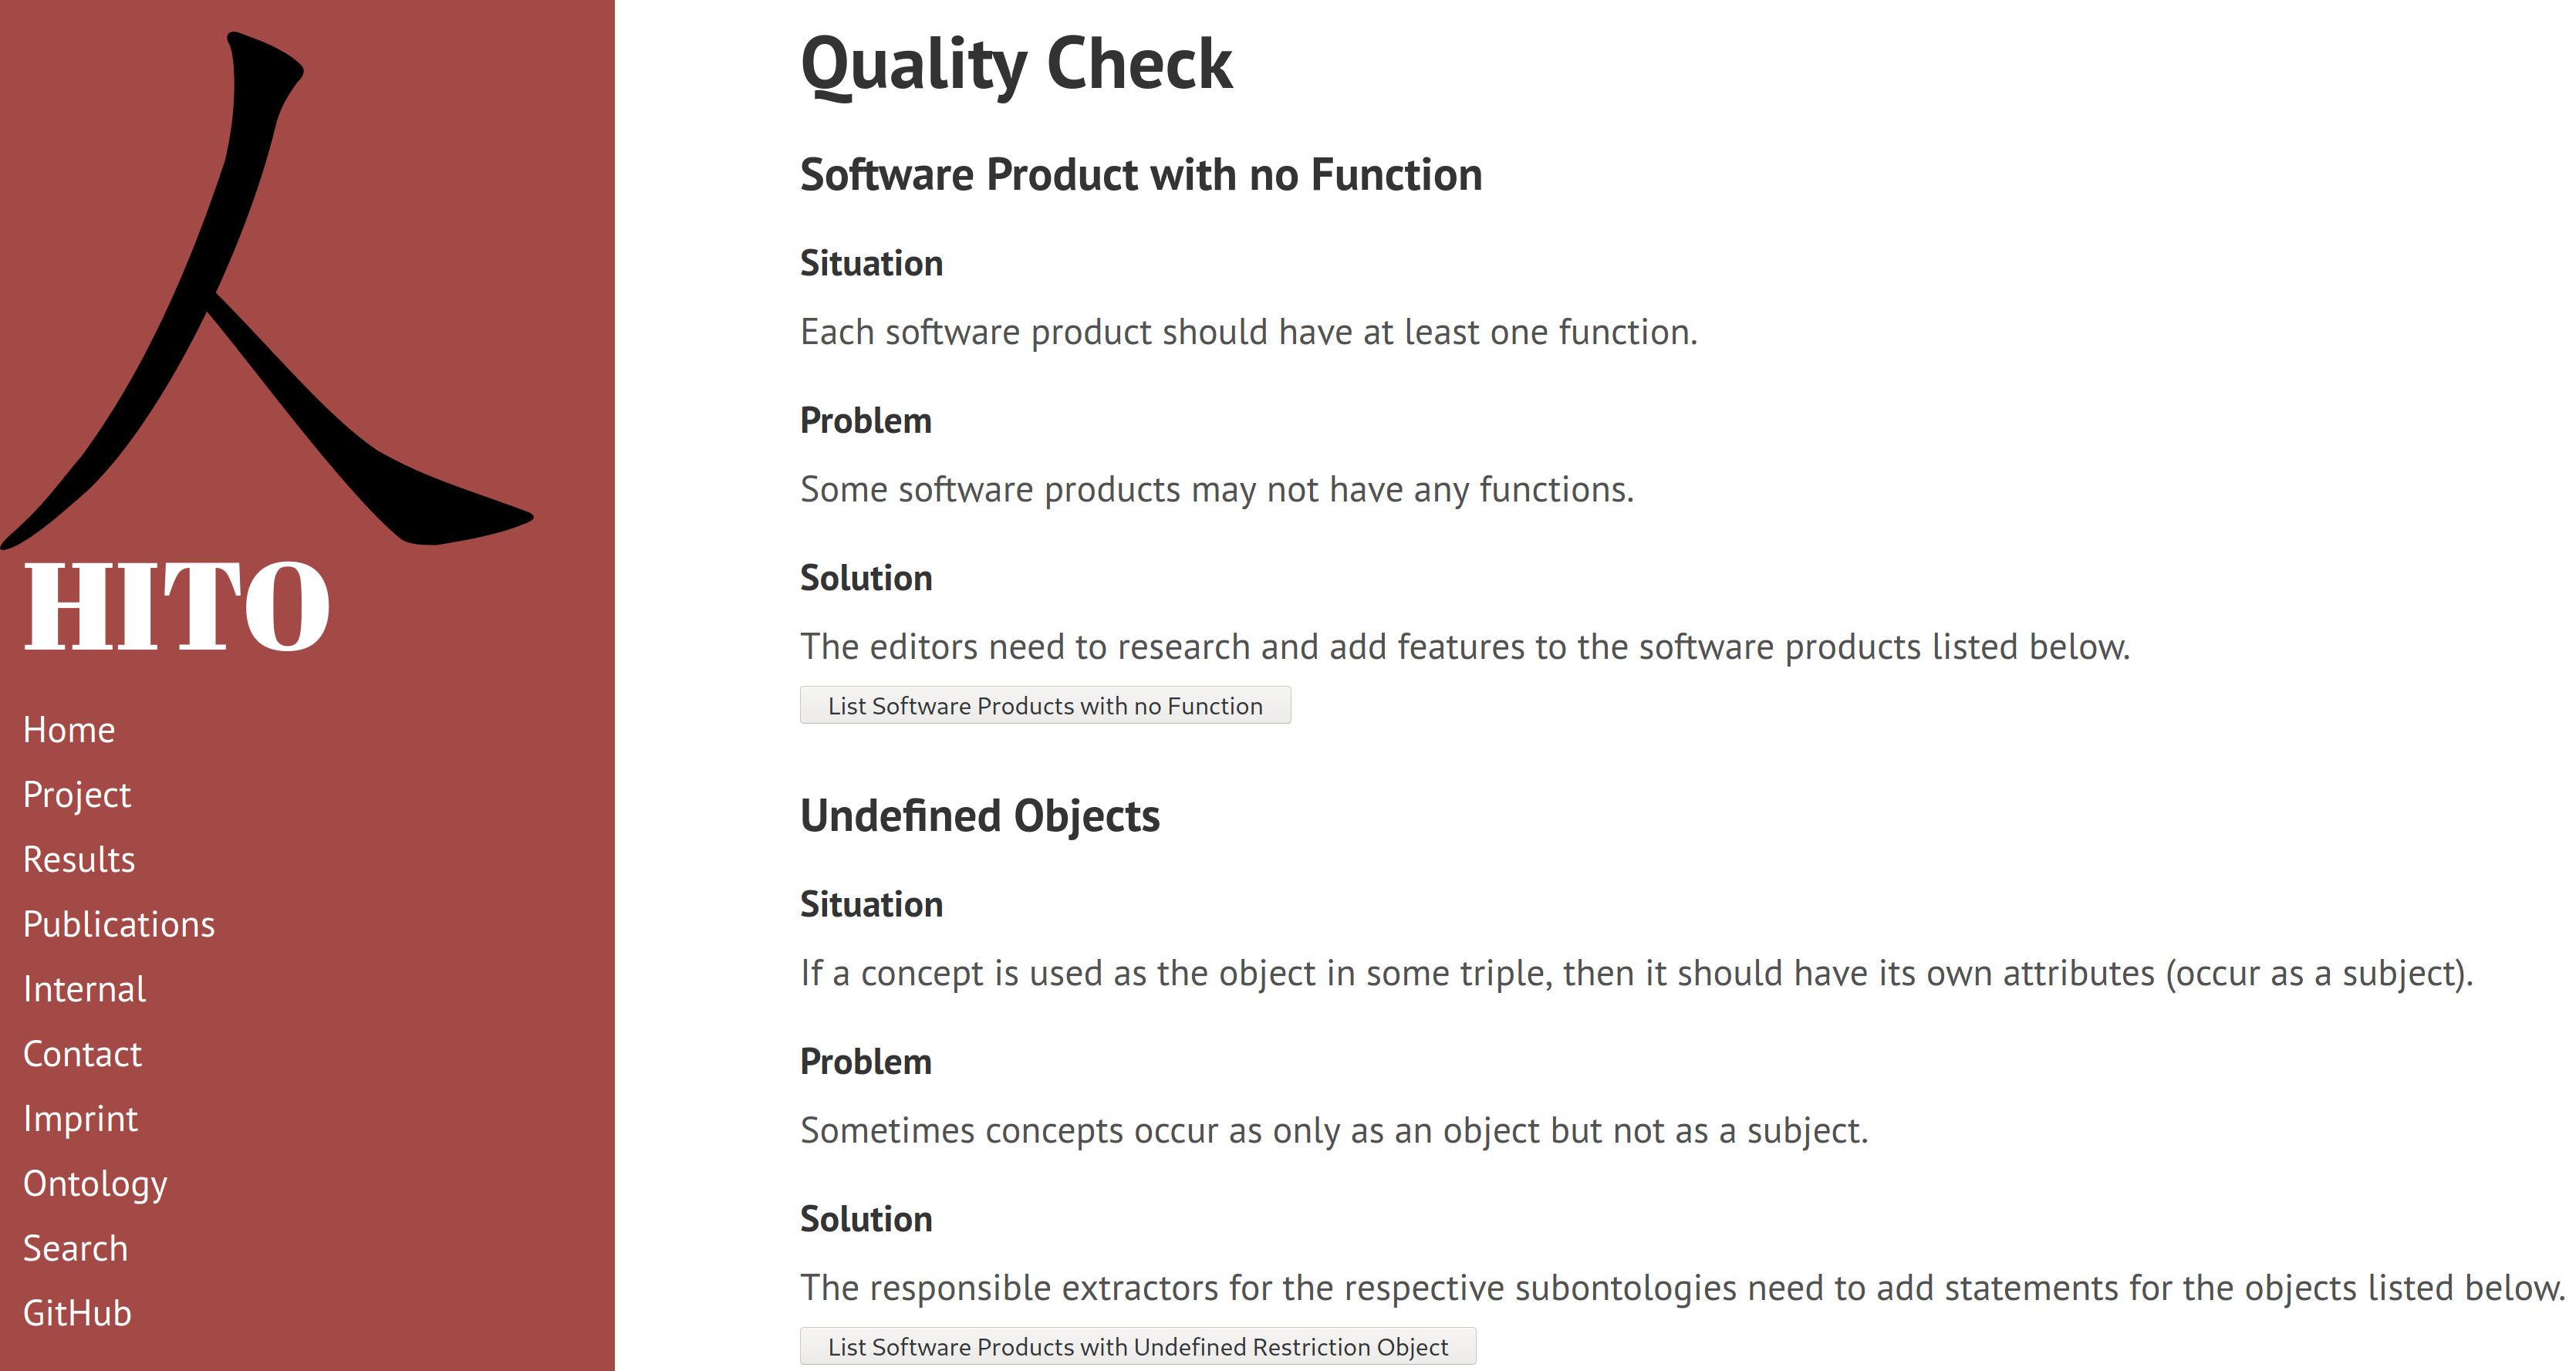 人
HITO
Home
Project
Results
Publications
Internal
Contact
Imprint
Ontology
Search
GitHub
Quality Check
Software Product with no Function
Situation
Each software product should have at least one function.
Problem
Some software products may not have any functions.
Solution
The editors need to research and add features to the software products listed below.
List Software Products with no Function
Undefined Objects
Situation
If a concept is used as the object in some triple, then it should have its own attributes (occur as a subject).
Problem
Sometimes concepts occur as only as an object but not as a subject.
Solution
The responsible extractors for the respective subontologies need to add statements for the objects listed below.
List Software Products with Undefined Restriction Object